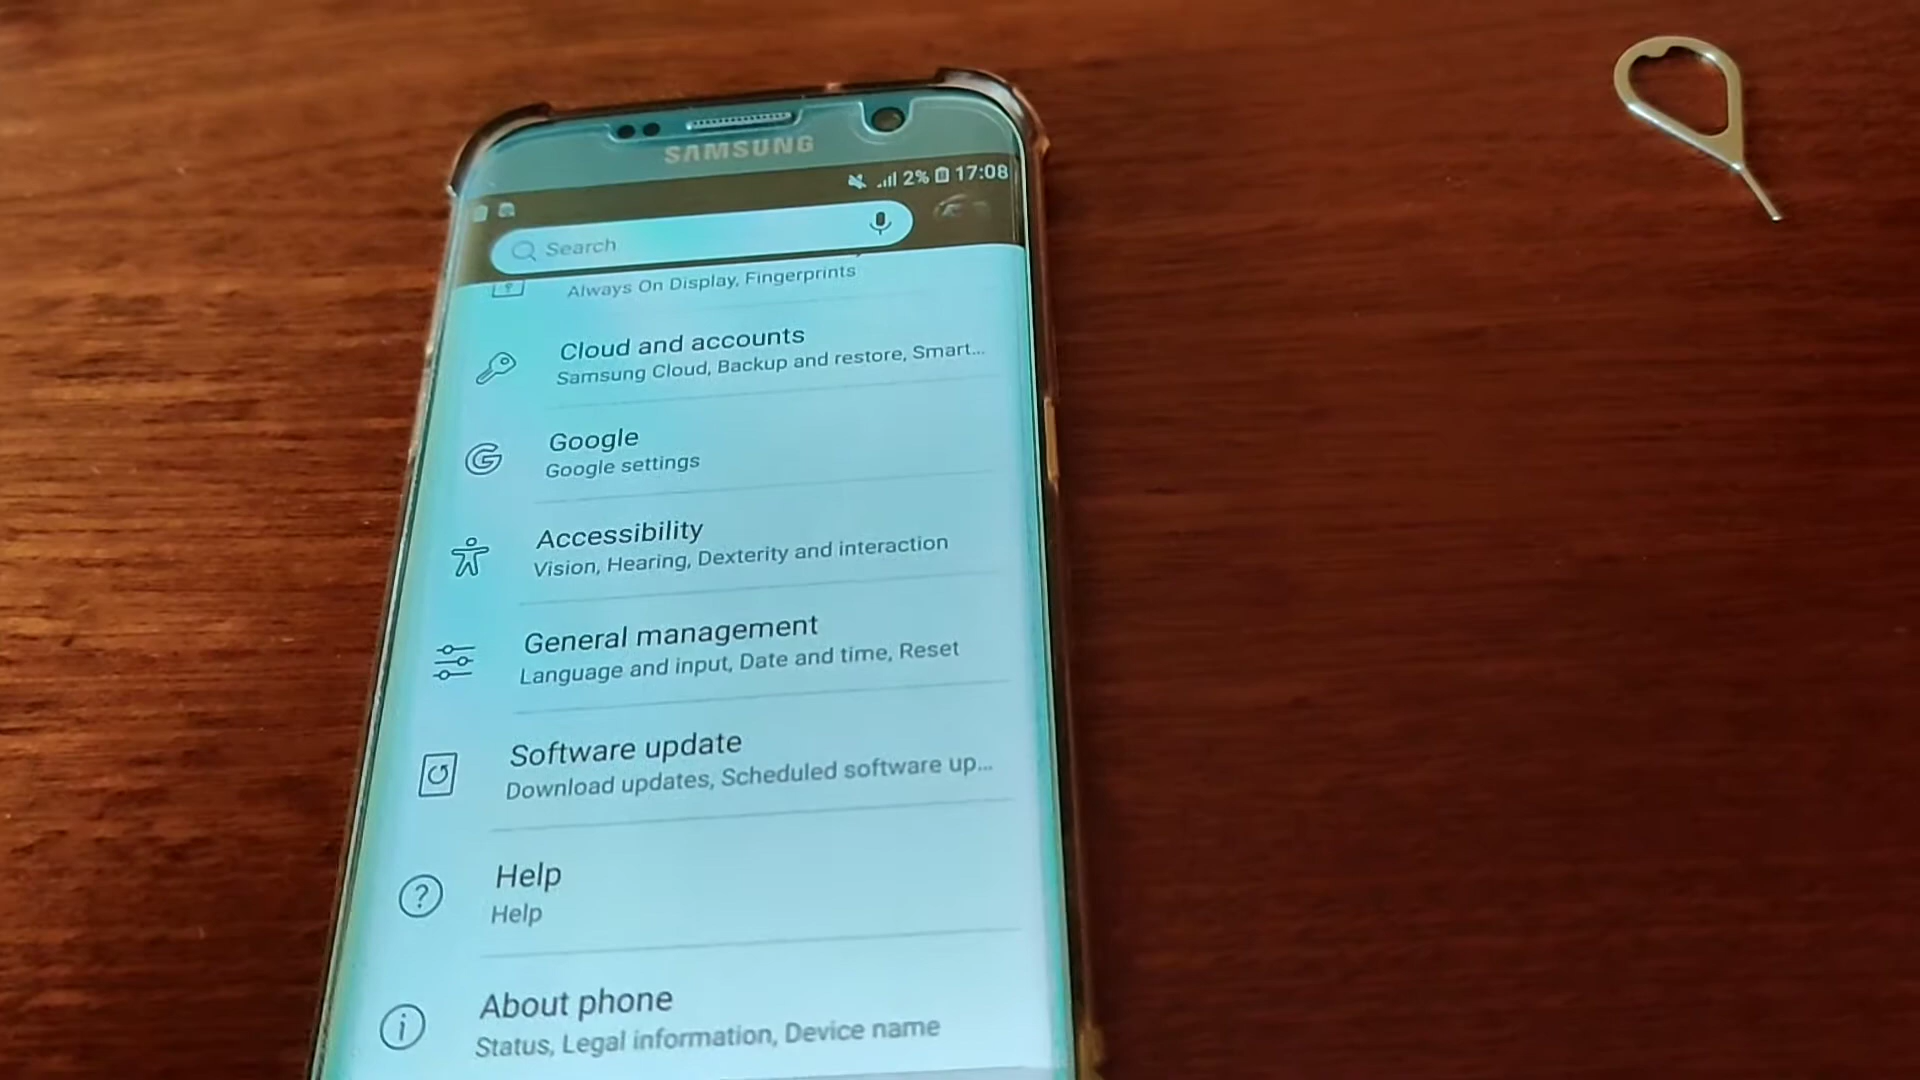 SAMSUNG
2% 17:08
Search
Always On Display, Fingerprints
Cloud and accounts
Samsung Cloud, Backup and restore, Smart...
Google
Google settings
Accessibility
Vision, Hearing, Dexterity and interaction
General management
Language and input, Date and time, Reset
Software update
Download updates, Scheduled software up...
Help
Help
About phone
Status, Legal information, Device name